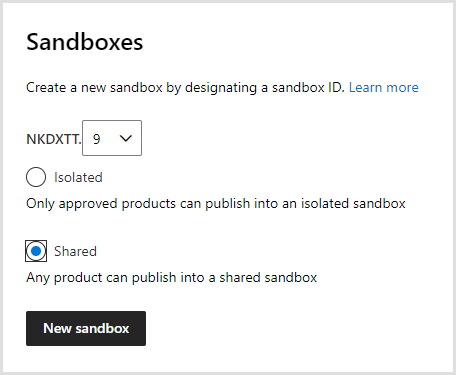 Sandboxes
Create a new sandbox by designating a sandbox ID. Learn more
NKDXTT. 9
Isolated
Only approved products can publish into an isolated sandbox
Shared
Any product can publish into a shared sandbox
New sandbox